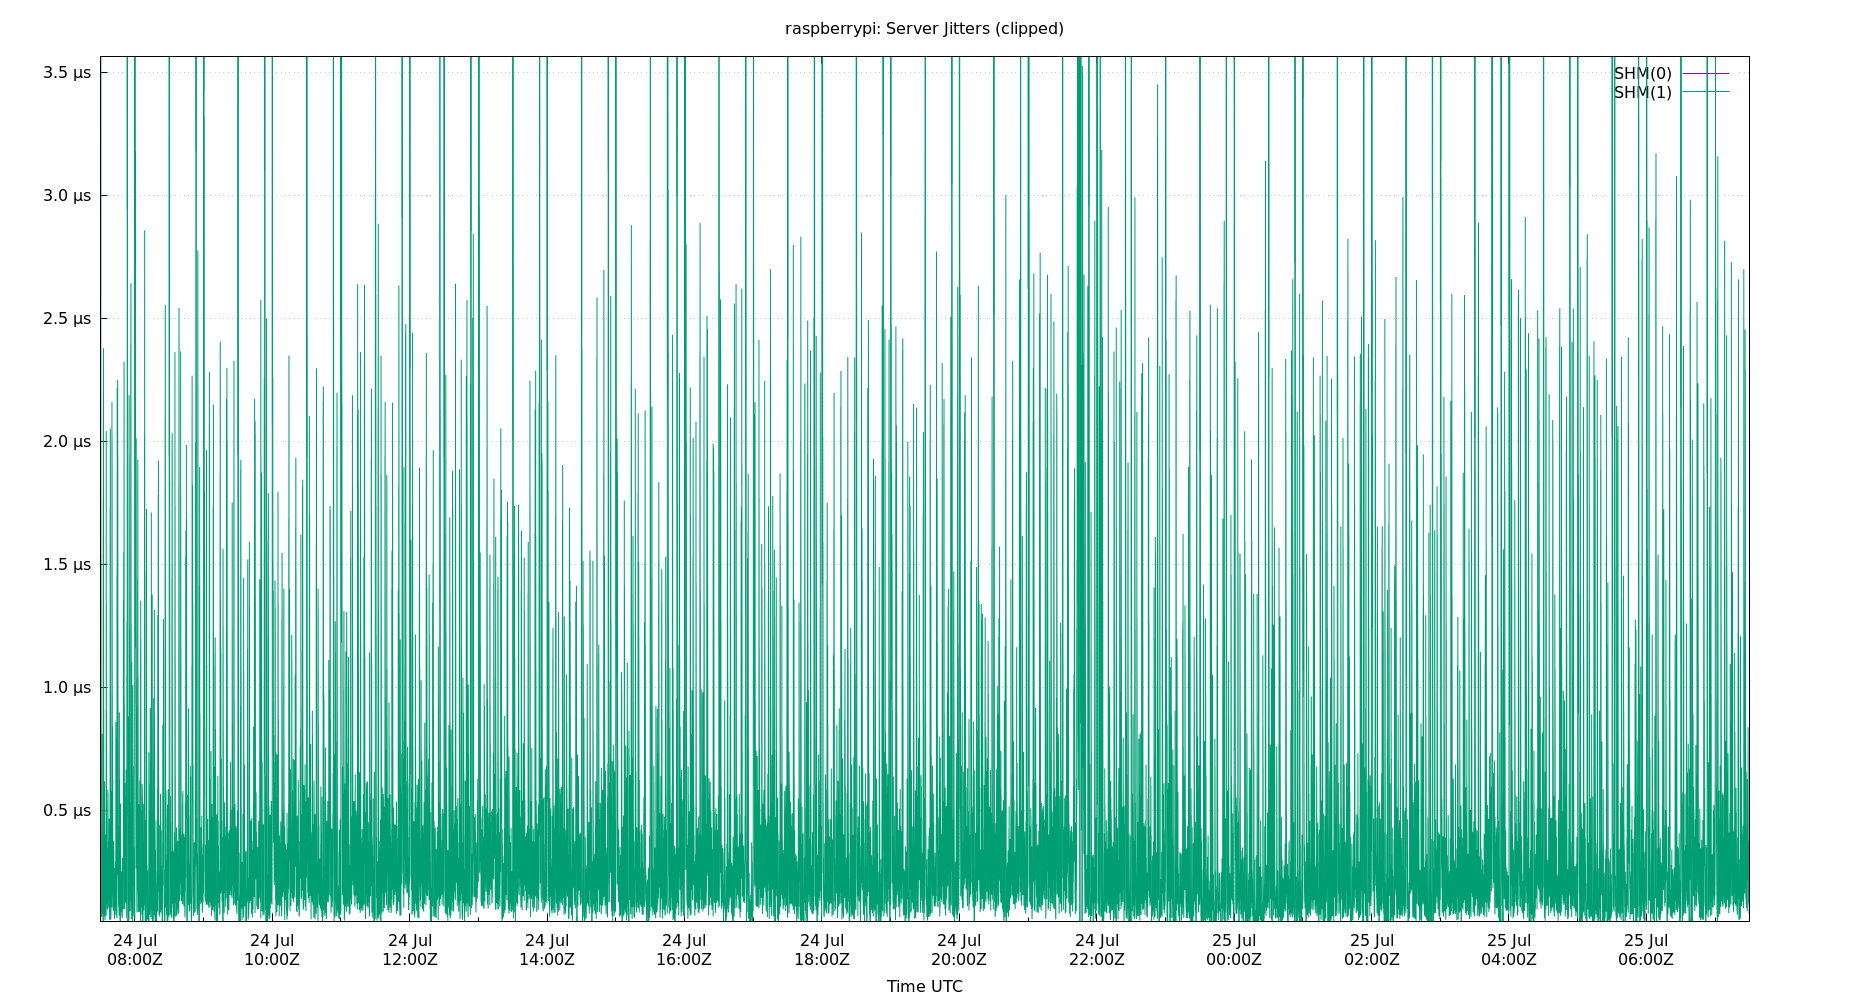 raspberrypi: Server Jitters (clipped)
3.5 µs
3.0 µs
2.5 µs
2.0 µs
1.5 µs
1.0 µs
0.5 µs
SHM(0)
SHM(1)
24 Jul 24 Jul 24 Jul 24 Jul 24 Jul 24 Jul 24 Jul 24 Jul 25 Jul 25 Jul 25 Jul 25 Jul
08:00Z 10:00Z 12:00Z 14:00Z 16:00Z 18:00Z 20:00Z 22:00Z 00:00Z 02:00Z 04:00Z 06:00Z
Time UTC